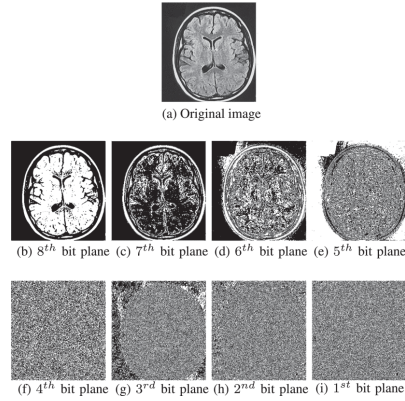 (a) Original image
(b) 8th bit plane (c) 7th bit plane (d) 6th bit plane (e) 5th bit plane
(f) 4th bit plane (g) 3rd bit plane (h) 2nd bit plane (i) 1st bit plane